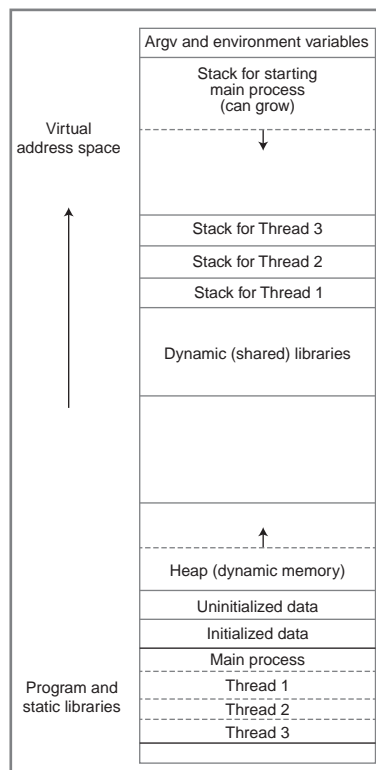 Argv and environment variables
Stack for starting
main process
(can grow)
Virtual
address space
Stack for Thread 3
Stack for Thread 2
Stack for Thread 1
Dynamic (shared) libraries
Heap (dynamic memory)
Uninitialized data
Initialized data
Main process
Program and
static libraries
Thread 1
Thread 2
Thread 3